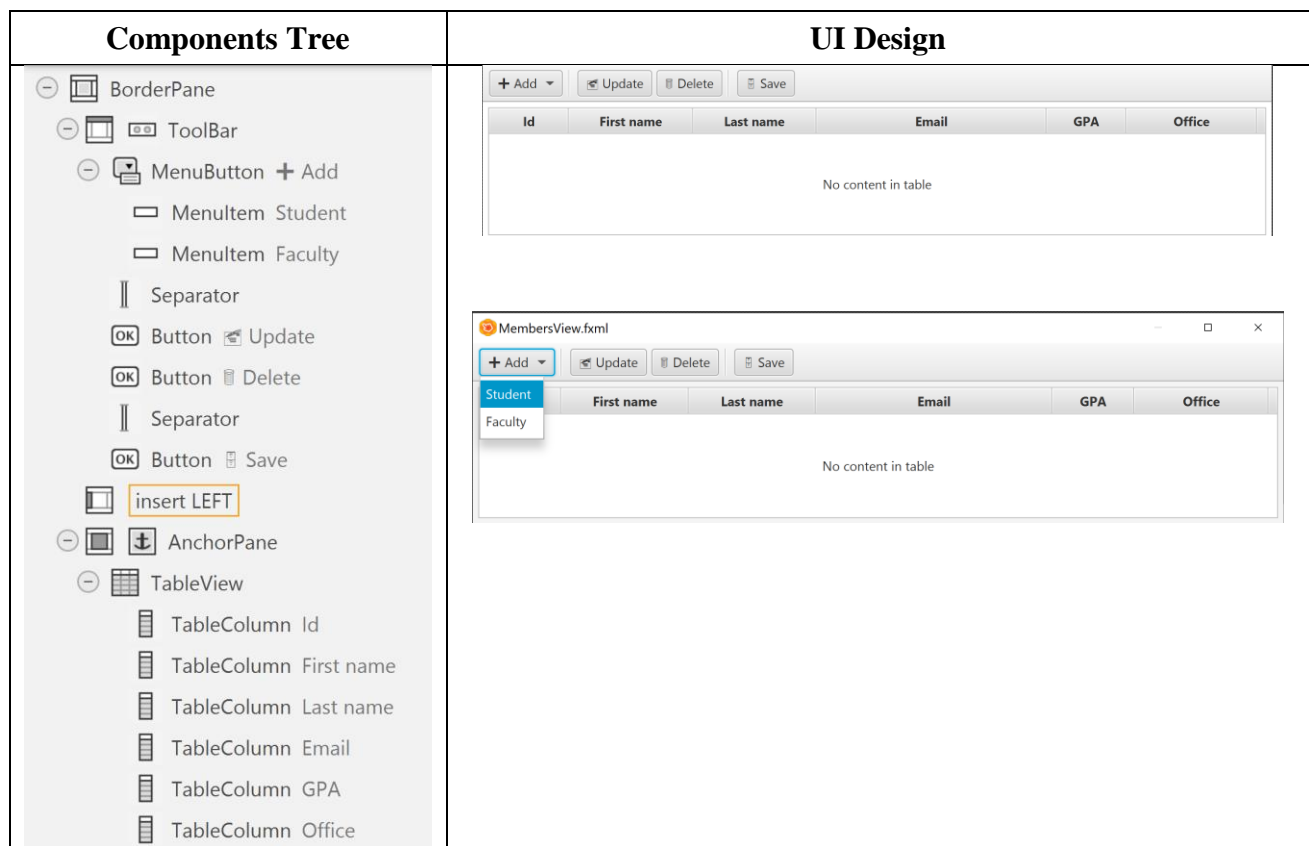 Components Tree
UI Design
BorderPane
ToolBar
MenuButton + Add
MenuItem Student
MenuItem Faculty
Separator
OK Button Update
OK Button Delete
Separator
OK Button Save
insert LEFT
AnchorPane
TableView
TableColumn Id
TableColumn First name
TableColumn Last name
TableColumn Email
TableColumn GPA
TableColumn Office
+ Add Update Delete Save
Id First name Last name Email GPA Office
No content in table
MembersView.fxml
+ Add Update Delete Save
Student First name Last name Email GPA Office
Faculty
No content in table